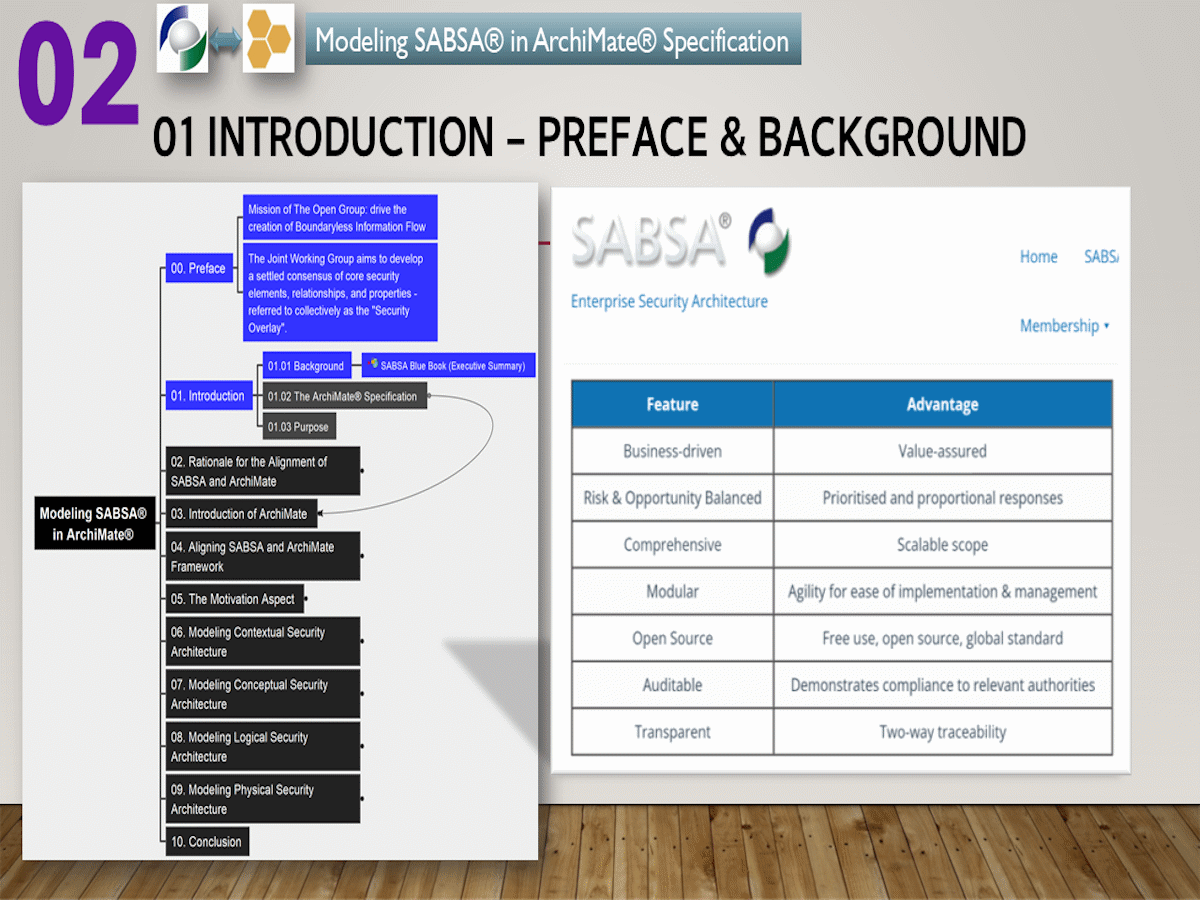 02
Modeling SABSA® in ArchiMate® Specification
01 INTRODUCTION – PREFACE & BACKGROUND
Modeling SABSA®
in ArchiMate®
00. Preface
Mission of The Open Group: drive the
creation of Boundaryless Information Flow
The Joint Working Group aims to develop
a settled consensus of core security
elements, relationships, and properties -
referred to collectively as the "Security
Overlay".
01. Introduction
01.01 Background
SABSA Blue Book (Executive Summary)
01.02 The ArchiMate® Specification
01.03 Purpose
02. Rationale for the Alignment of
SABSA and ArchiMate
03. Introduction of ArchiMate
04. Aligning SABSA and ArchiMate
Framework
05. The Motivation Aspect
06. Modeling Contextual Security
Architecture
07. Modeling Conceptual Security
Architecture
08. Modeling Logical Security
Architecture
09. Modeling Physical Security
Architecture
10. Conclusion
SABSA®
Enterprise Security Architecture
Home SABSA
Membership
Feature Advantage
Business-driven Value-assured
Risk & Opportunity Balanced Prioritised and proportional responses
Comprehensive Scalable scope
Modular Agility for ease of implementation & management
Open Source Free use, open source, global standard
Auditable Demonstrates compliance to relevant authorities
Transparent Two-way traceability